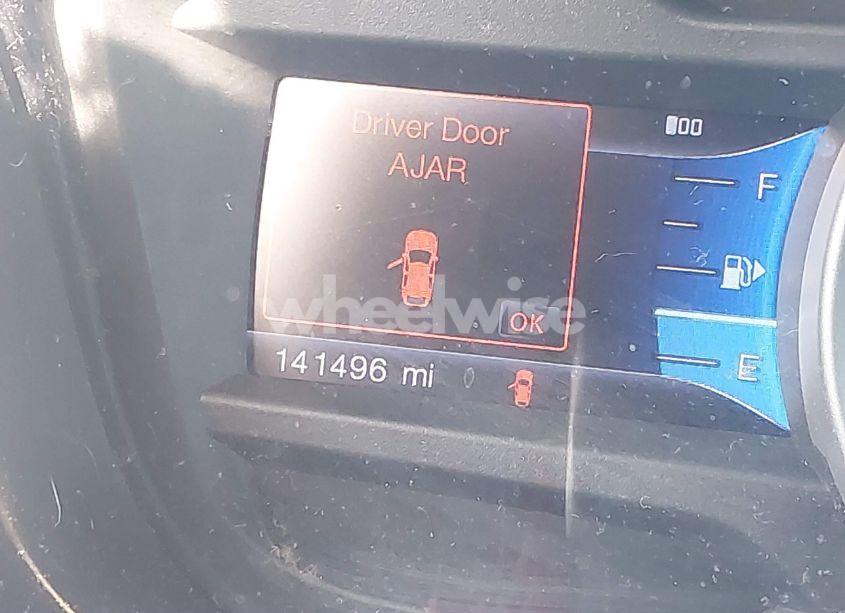 Driver Door
AJAR
OK
141496 mi
F
E
wheelwise